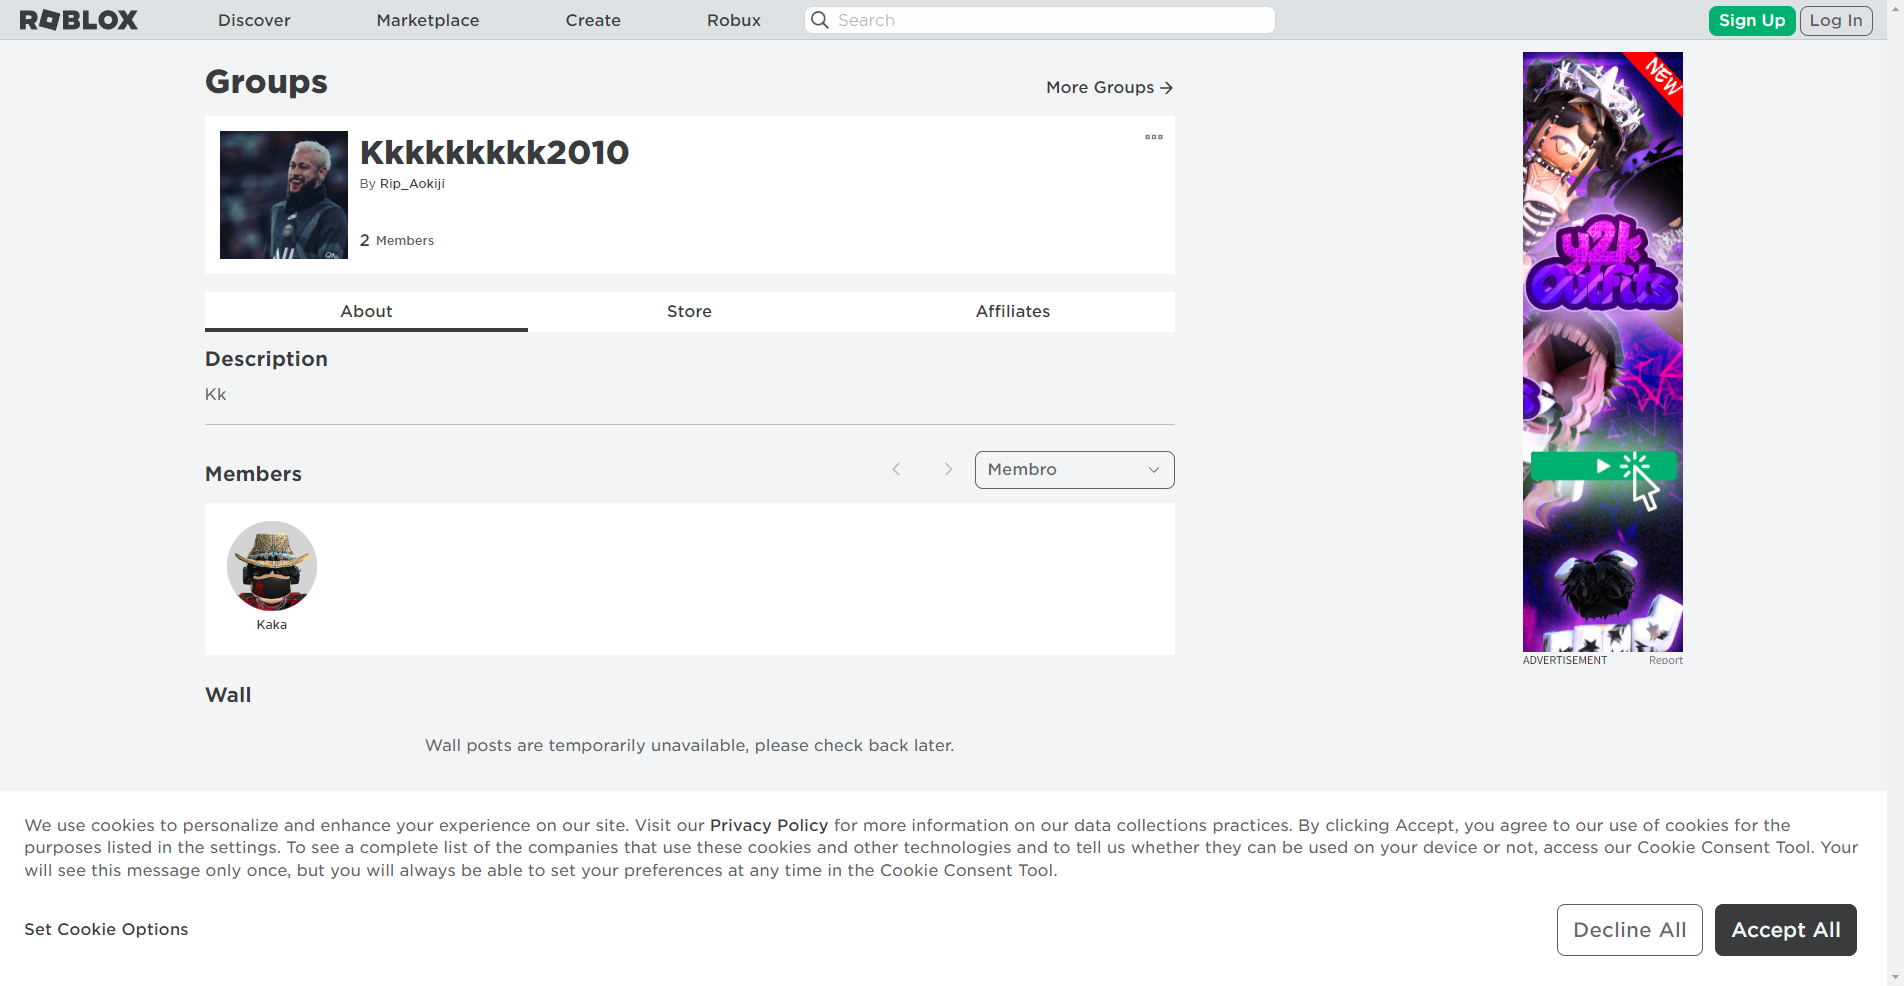 ROBLOX
Discover
Marketplace
Create
Robux
Search
Sign Up
Log In
Groups
More Groups
Kkkkkkkkk2010
By Rip_Aokiji
2 Members
About
Store
Affiliates
Description
Kk
Members
Membro
Kaka
Wall
Wall posts are temporarily unavailable, please check back later.
NEW
y2k
Outfits
ADVERTISEMENT
Report
We use cookies to personalize and enhance your experience on our site. Visit our Privacy Policy for more information on our data collections practices. By clicking Accept, you agree to our use of cookies for the
purposes listed in the settings. To see a complete list of the companies that use these cookies and other technologies and to tell us whether they can be used on your device or not, access our Cookie Consent Tool. Your
will see this message only once, but you will always be able to set your preferences at any time in the Cookie Consent Tool.
Set Cookie Options
Decline All
Accept All